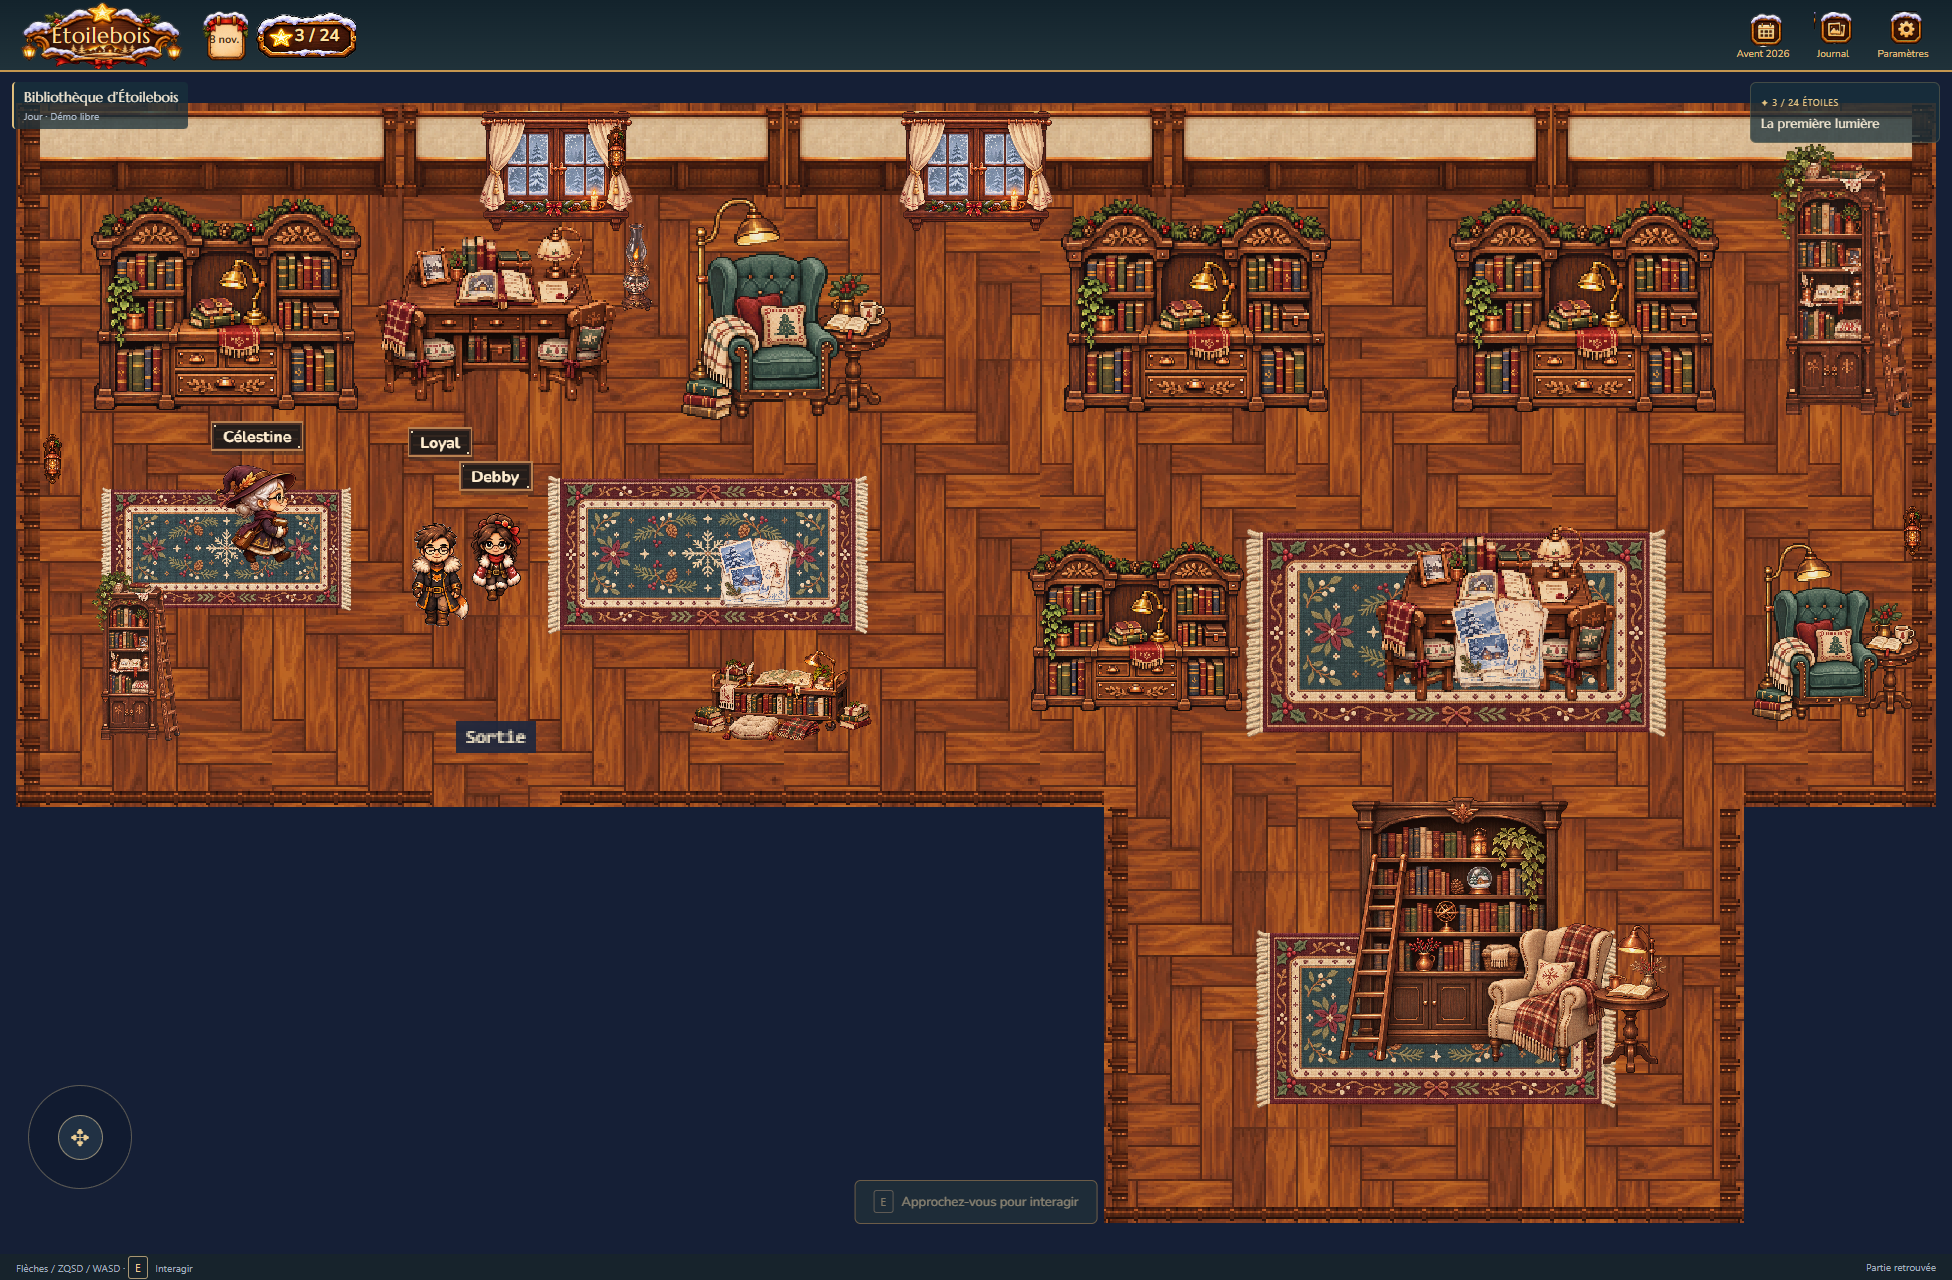 Étoilebois
8 nov.
3 / 24
Avent 2026
Journal
Paramètres
Bibliothèque d'Étoilebois
Jour · Démo libre
✦ 3 / 24 ÉTOILES
La première lumière
Célestine
Loyal
Debby
Sortie
E Approchez-vous pour interagir
Flèches / ZQSD / WASD · E Interagir
Partie retrouvée